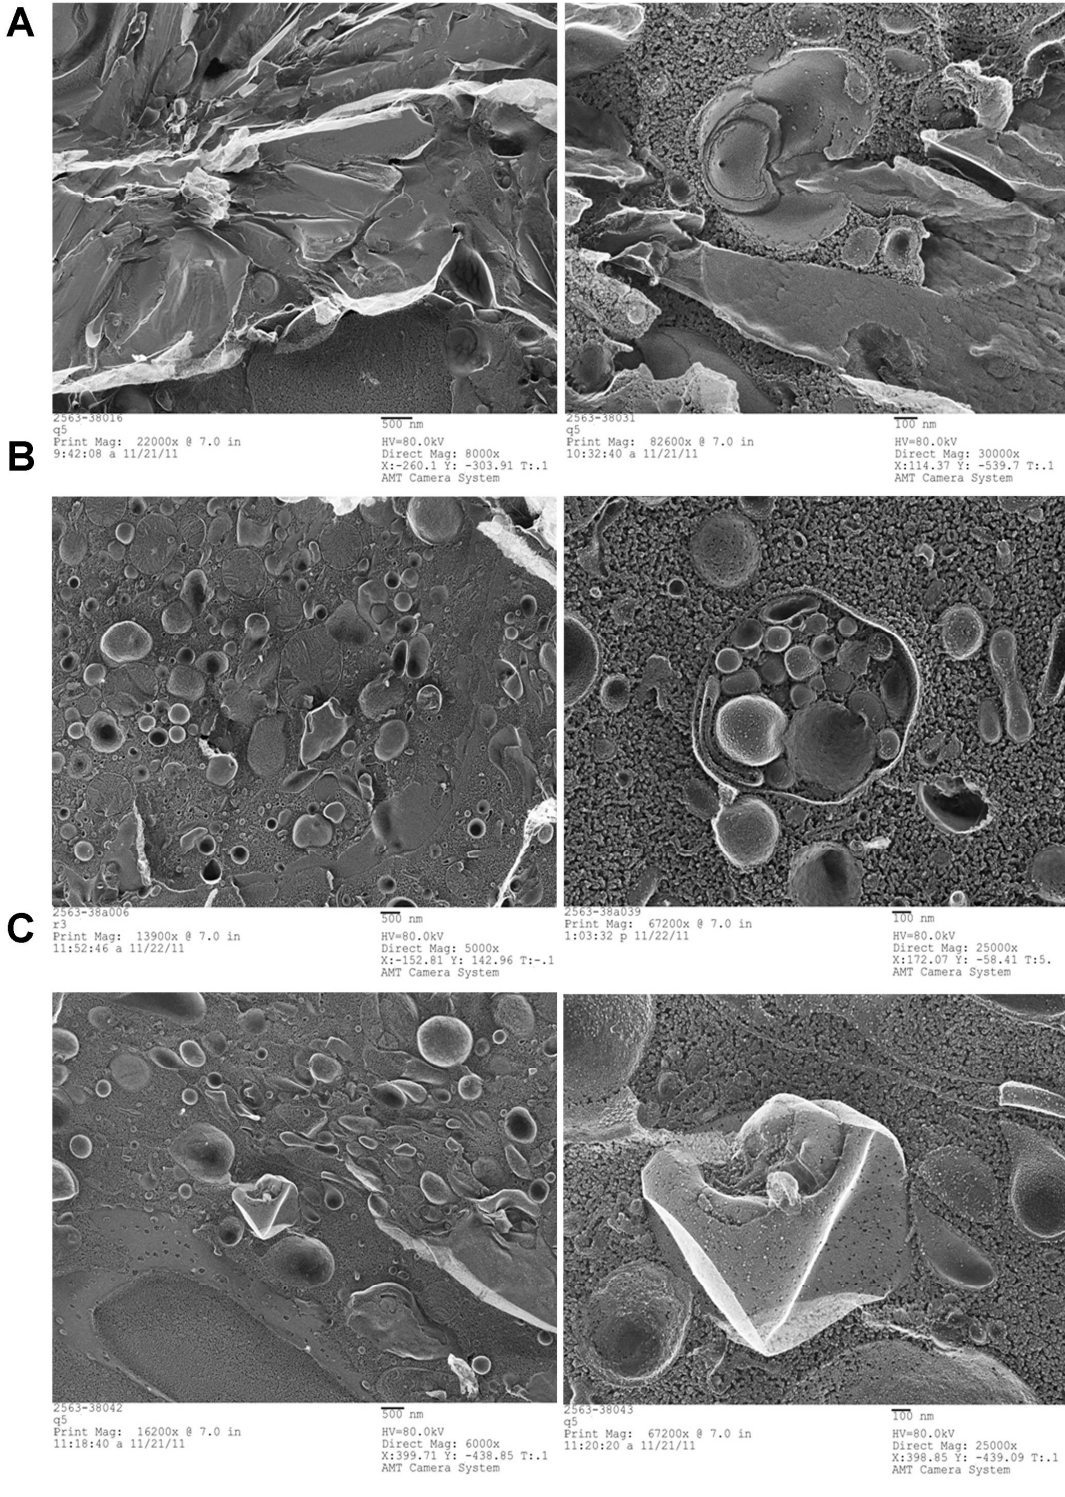 A
2563-38016
q5
Print Mag: 22000x @ 7.0 in
9:42:08 a 11/21/11
500 nm
HV=80.0kV
Direct Mag: 8000x
X:-260.1 Y: -303.91 T:.1
AMT Camera System
2563-38031
q5
Print Mag: 82600x @ 7.0 in
10:32:40 a 11/21/11
100 nm
HV=80.0kV
Direct Mag: 30000x
X:114.37 Y: -539.7 T:.1
AMT Camera System
B
2563-38a006
r3
Print Mag: 13900x @ 7.0 in
11:52:46 a 11/22/11
500 nm
HV=80.0kV
Direct Mag: 5000x
X:-152.81 Y: 142.96 T:-.1
AMT Camera System
2563-38a039
Print Mag: 67200x @ 7.0 in
1:03:32 p 11/22/11
100 nm
HV=80.0kV
Direct Mag: 25000x
X:172.07 Y: -58.41 T:5.
AMT Camera System
C
2563-38042
q5
Print Mag: 16200x @ 7.0 in
11:18:40 a 11/21/11
500 nm
HV=80.0kV
Direct Mag: 6000x
X:399.71 Y: -438.85 T:.1
AMT Camera System
2563-38043
q5
Print Mag: 67200x @ 7.0 in
11:20:20 a 11/21/11
100 nm
HV=80.0kV
Direct Mag: 25000x
X:398.85 Y: -439.09 T:.1
AMT Camera System